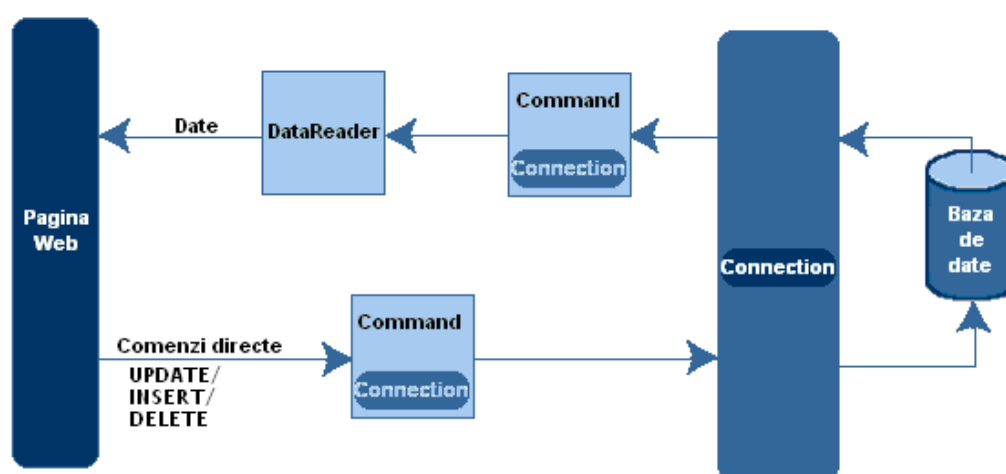 Pagina
Web
Date
DataReader
Command
Connection
Connection
Baza
de
date
Comenzi directe
UPDATE/
INSERT/
DELETE
Command
Connection